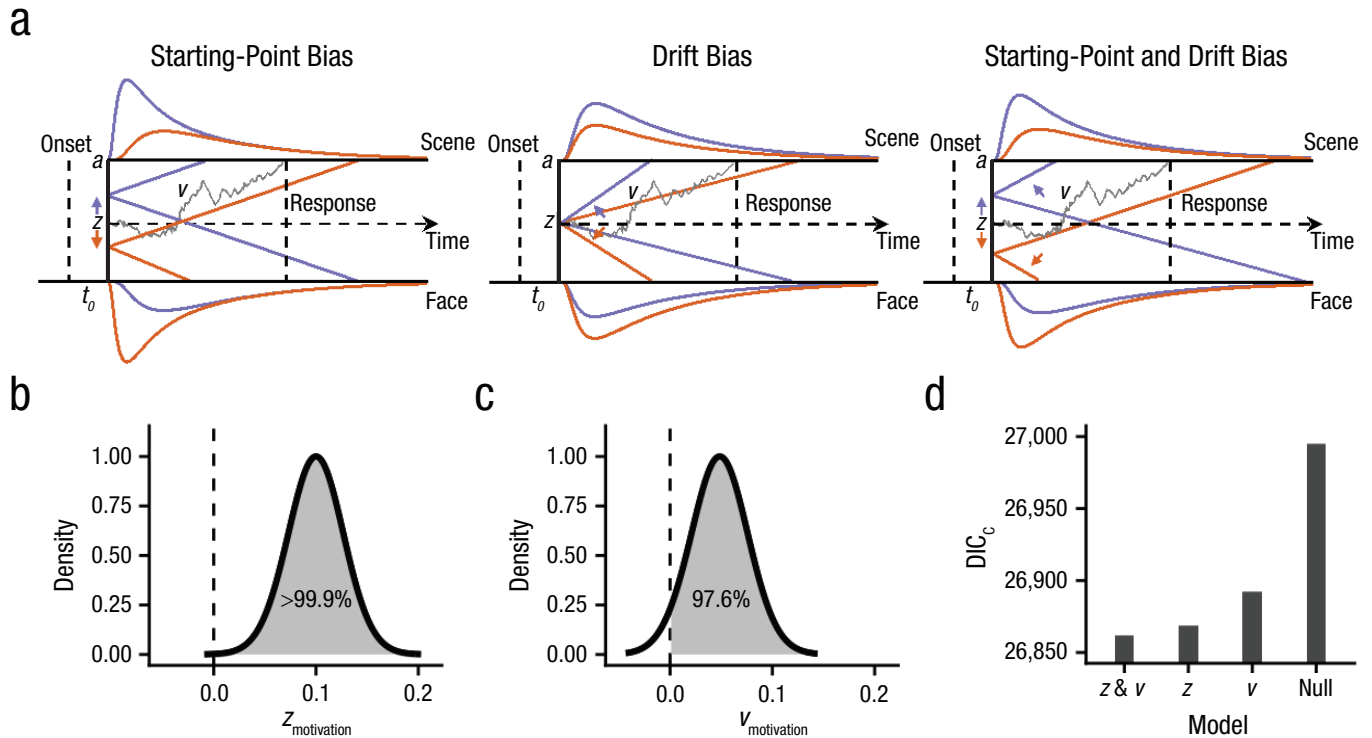 a
Starting-Point Bias
Drift Bias
Starting-Point and Drift Bias
Onset
a
z
t0
v
Scene
Response
Time
Face
Onset
a
z
t0
v
Scene
Response
Time
Face
Onset
a
z
t0
v
Scene
Response
Time
Face
b
Density
1.00
0.75
0.50
0.25
0.00
>99.9%
0.0 0.1 0.2
zmotivation
c
Density
1.00
0.75
0.50
0.25
0.00
97.6%
0.0 0.1 0.2
vmotivation
d
DICC
27,000
26,950
26,900
26,850
z & v z v Null
Model